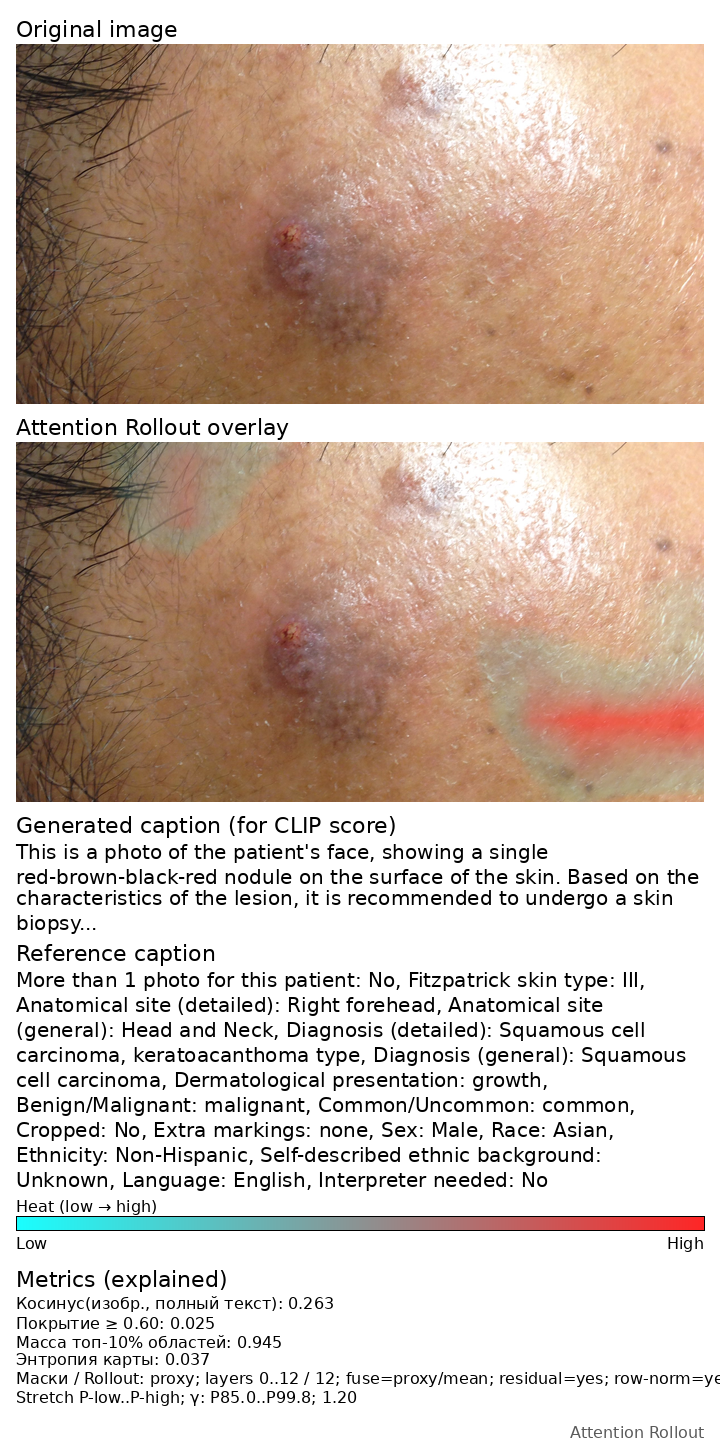 Original image
Attention Rollout overlay
Generated caption (for CLIP score)
This is a photo of the patient's face, showing a single
red-brown-black-red nodule on the surface of the skin. Based on the
characteristics of the lesion, it is recommended to undergo a skin
biopsy...
Reference caption
More than 1 photo for this patient: No, Fitzpatrick skin type: III,
Anatomical site (detailed): Right forehead, Anatomical site
(general): Head and Neck, Diagnosis (detailed): Squamous cell
carcinoma, keratoacanthoma type, Diagnosis (general): Squamous
cell carcinoma, Dermatological presentation: growth,
Benign/Malignant: malignant, Common/Uncommon: common,
Cropped: No, Extra markings: none, Sex: Male, Race: Asian,
Ethnicity: Non-Hispanic, Self-described ethnic background:
Unknown, Language: English, Interpreter needed: No
Heat (low → high)
Low High
Metrics (explained)
Косинус(изобр., полный текст): 0.263
Покрытие ≥ 0.60: 0.025
Масса топ-10% областей: 0.945
Энтропия карты: 0.037
Маски / Rollout: proxy; layers 0..12 / 12; fuse=proxy/mean; residual=yes; row-norm=ye
Stretch P-low..P-high; γ: P85.0..P99.8; 1.20
Attention Rollout